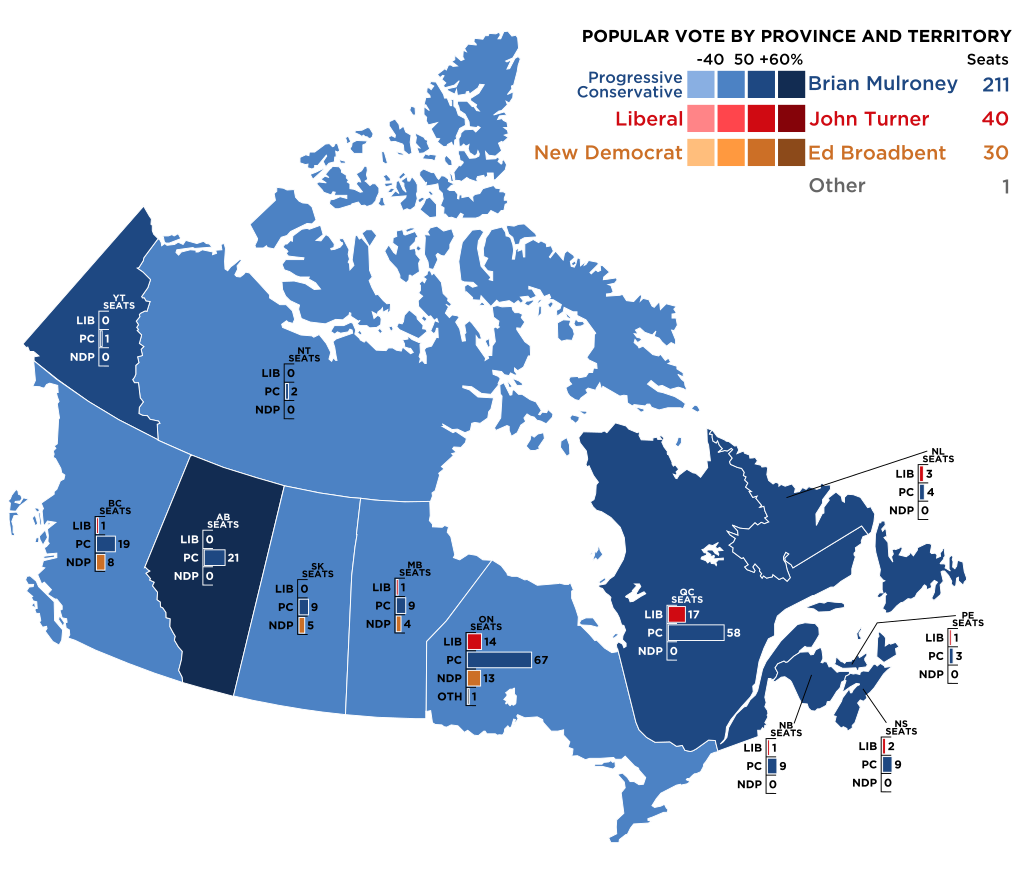 POPULAR VOTE BY PROVINCE AND TERRITORY
-40 50 +60% Seats
Progressive
Conservative Brian Mulroney 211
Liberal John Turner 40
New Democrat Ed Broadbent 30
Other 1
YT
SEATS
LIB 0
PC 1
NDP 0
NT
SEATS
LIB 0
PC 2
NDP 0
NL
SEATS
LIB 3
PC 4
NDP 0
BC
SEATS
LIB 1
PC 19
NDP 8
AB
SEATS
LIB 0
PC 21
NDP 0
SK
SEATS
LIB 0
PC 9
NDP 5
MB
SEATS
LIB 1
PC 9
NDP 4
ON
SEATS
LIB 14
PC 67
NDP 13
OTH 1
QC
SEATS
LIB 17
PC 58
NDP 0
PE
SEATS
LIB 1
PC 3
NDP 0
NB
SEATS
LIB 1
PC 9
NDP 0
NS
SEATS
LIB 2
PC 9
NDP 0